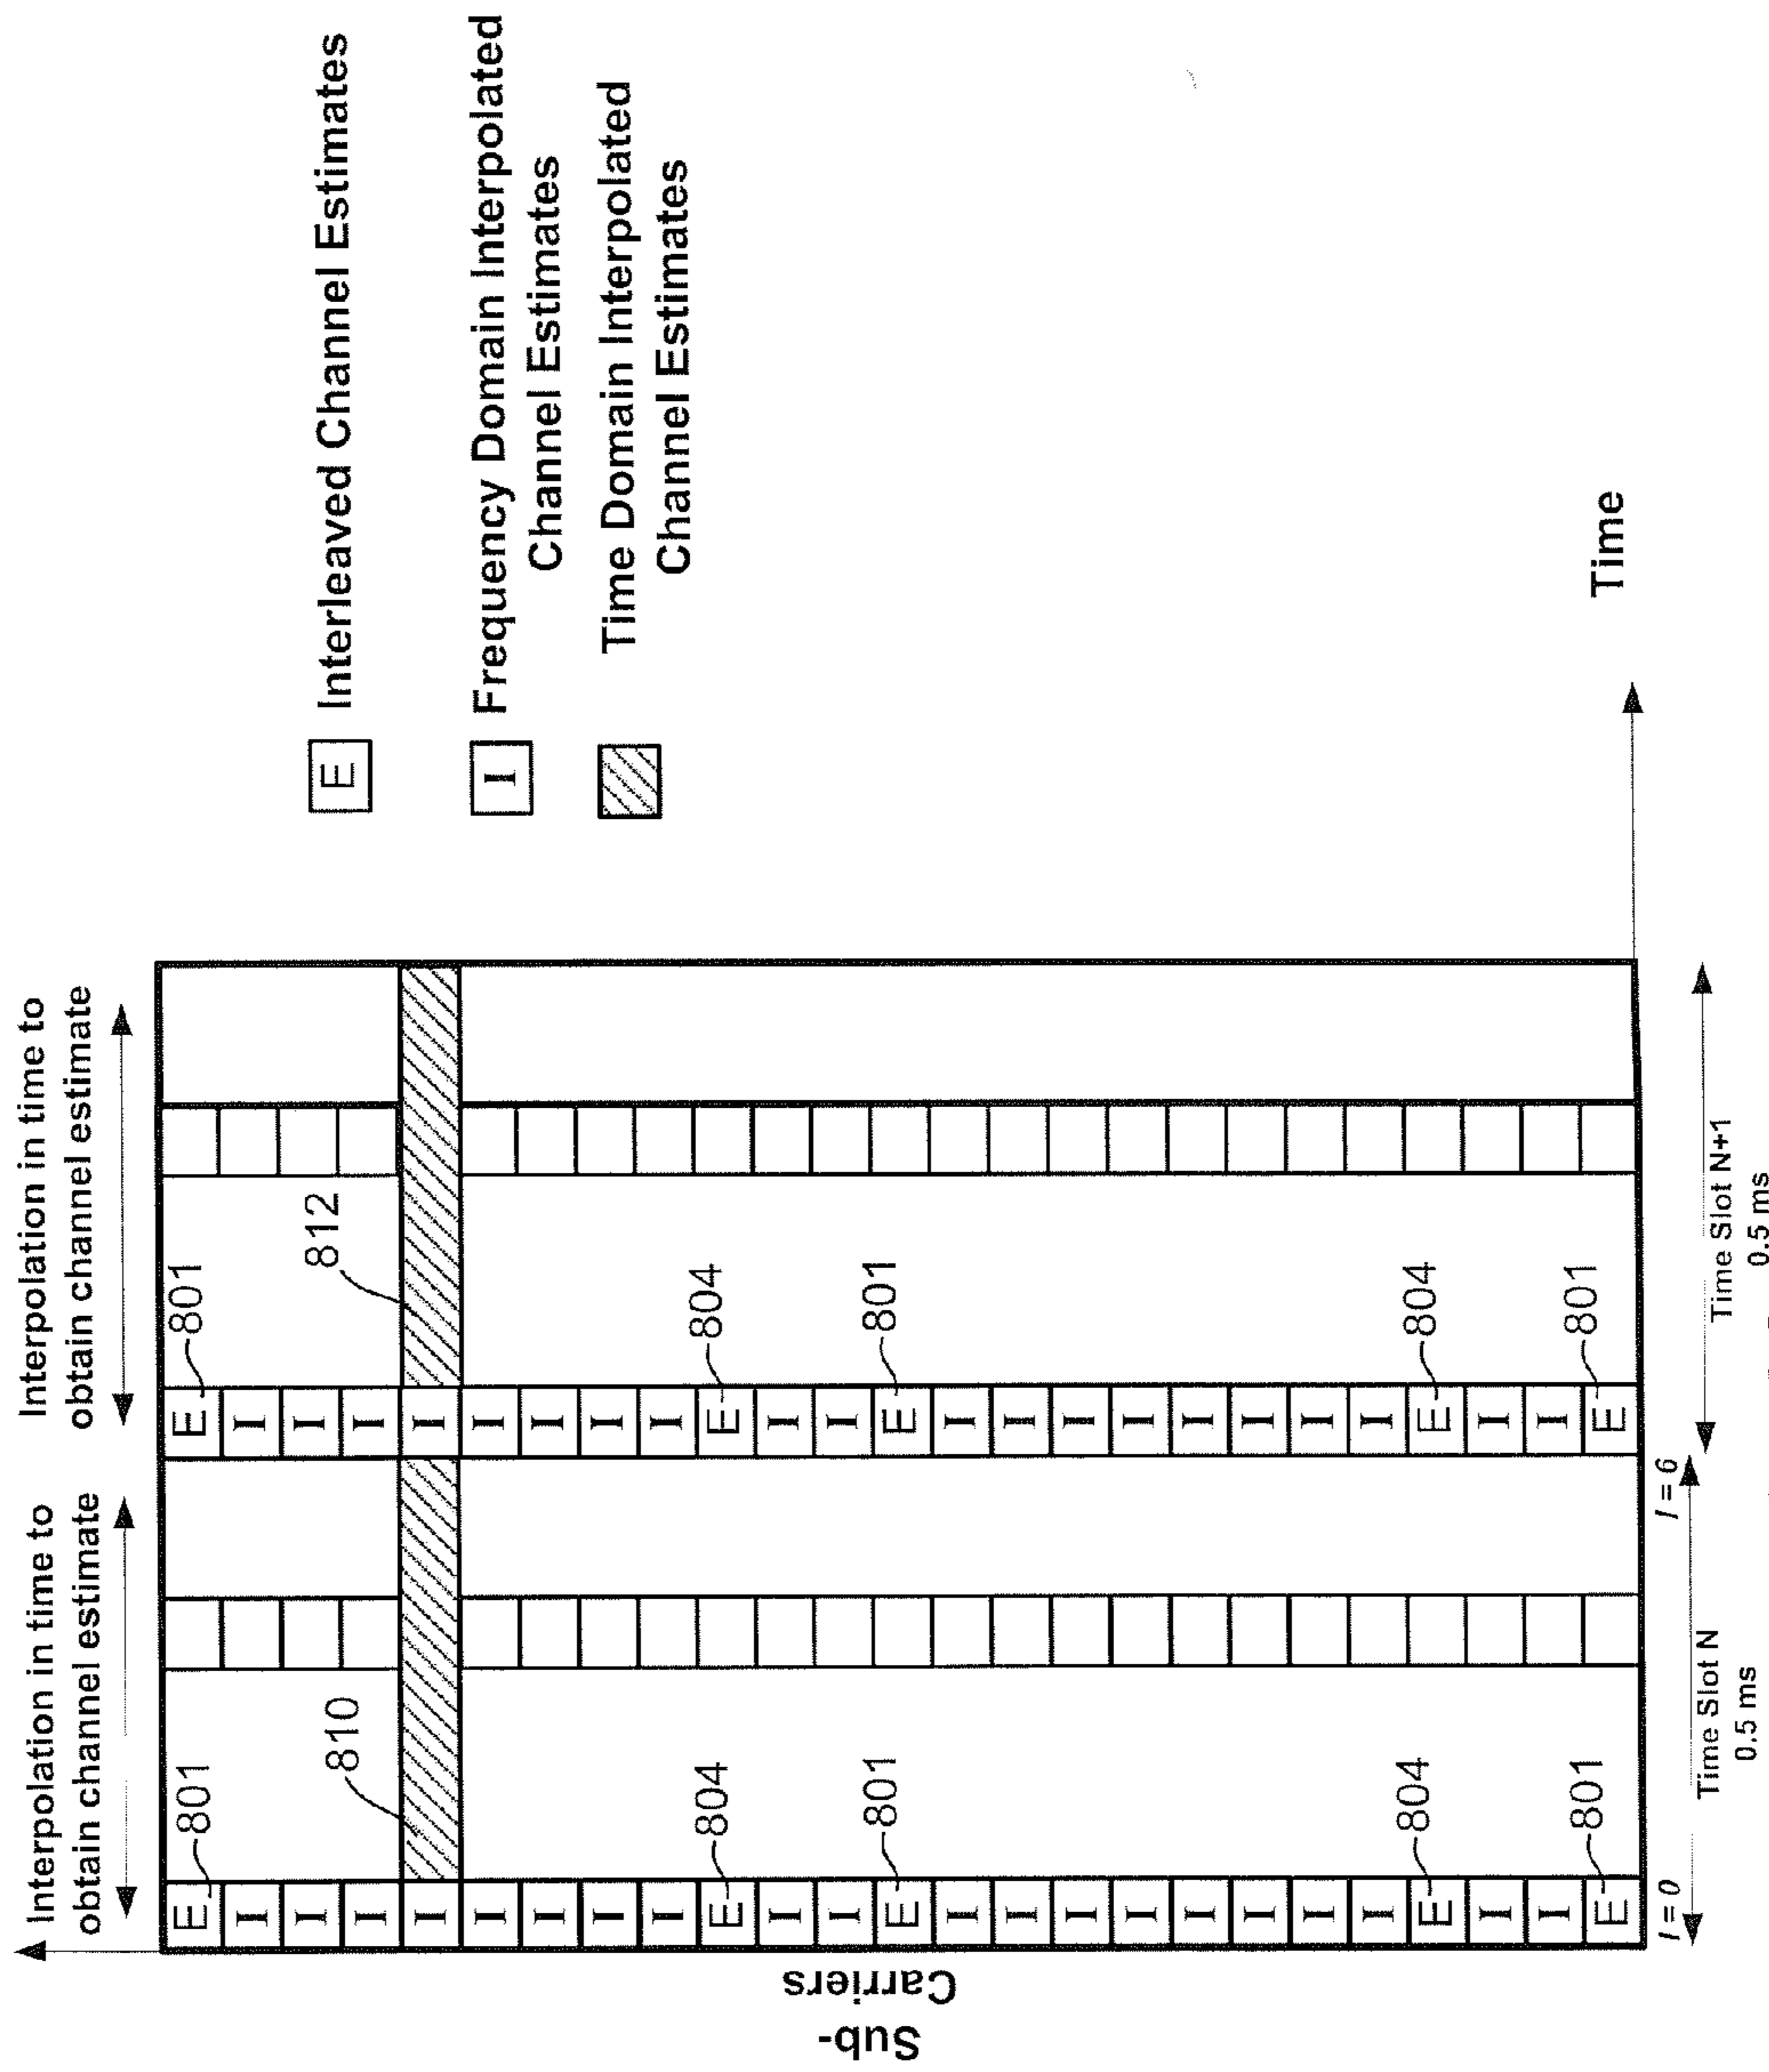 Interpolation in time to
obtain channel estimate
Interpolation in time to
obtain channel estimate
Sub-
Carriers
E 801 E 801
I I
I I
810 812
I I
I I
I I
I I
I I
I I
E 804 E 804
I I
I I
E 801 E 801
I I
I I
I I
I I
I I
I I
I I
I I
E 804 E 804
I I
I I
E 801 E 801
l = 0
l = 6
Time Slot N
0.5 ms
Time Slot N+1
0.5 ms
Time
E Interleaved Channel Estimates
I Frequency Domain Interpolated
Channel Estimates
Time Domain Interpolated
Channel Estimates